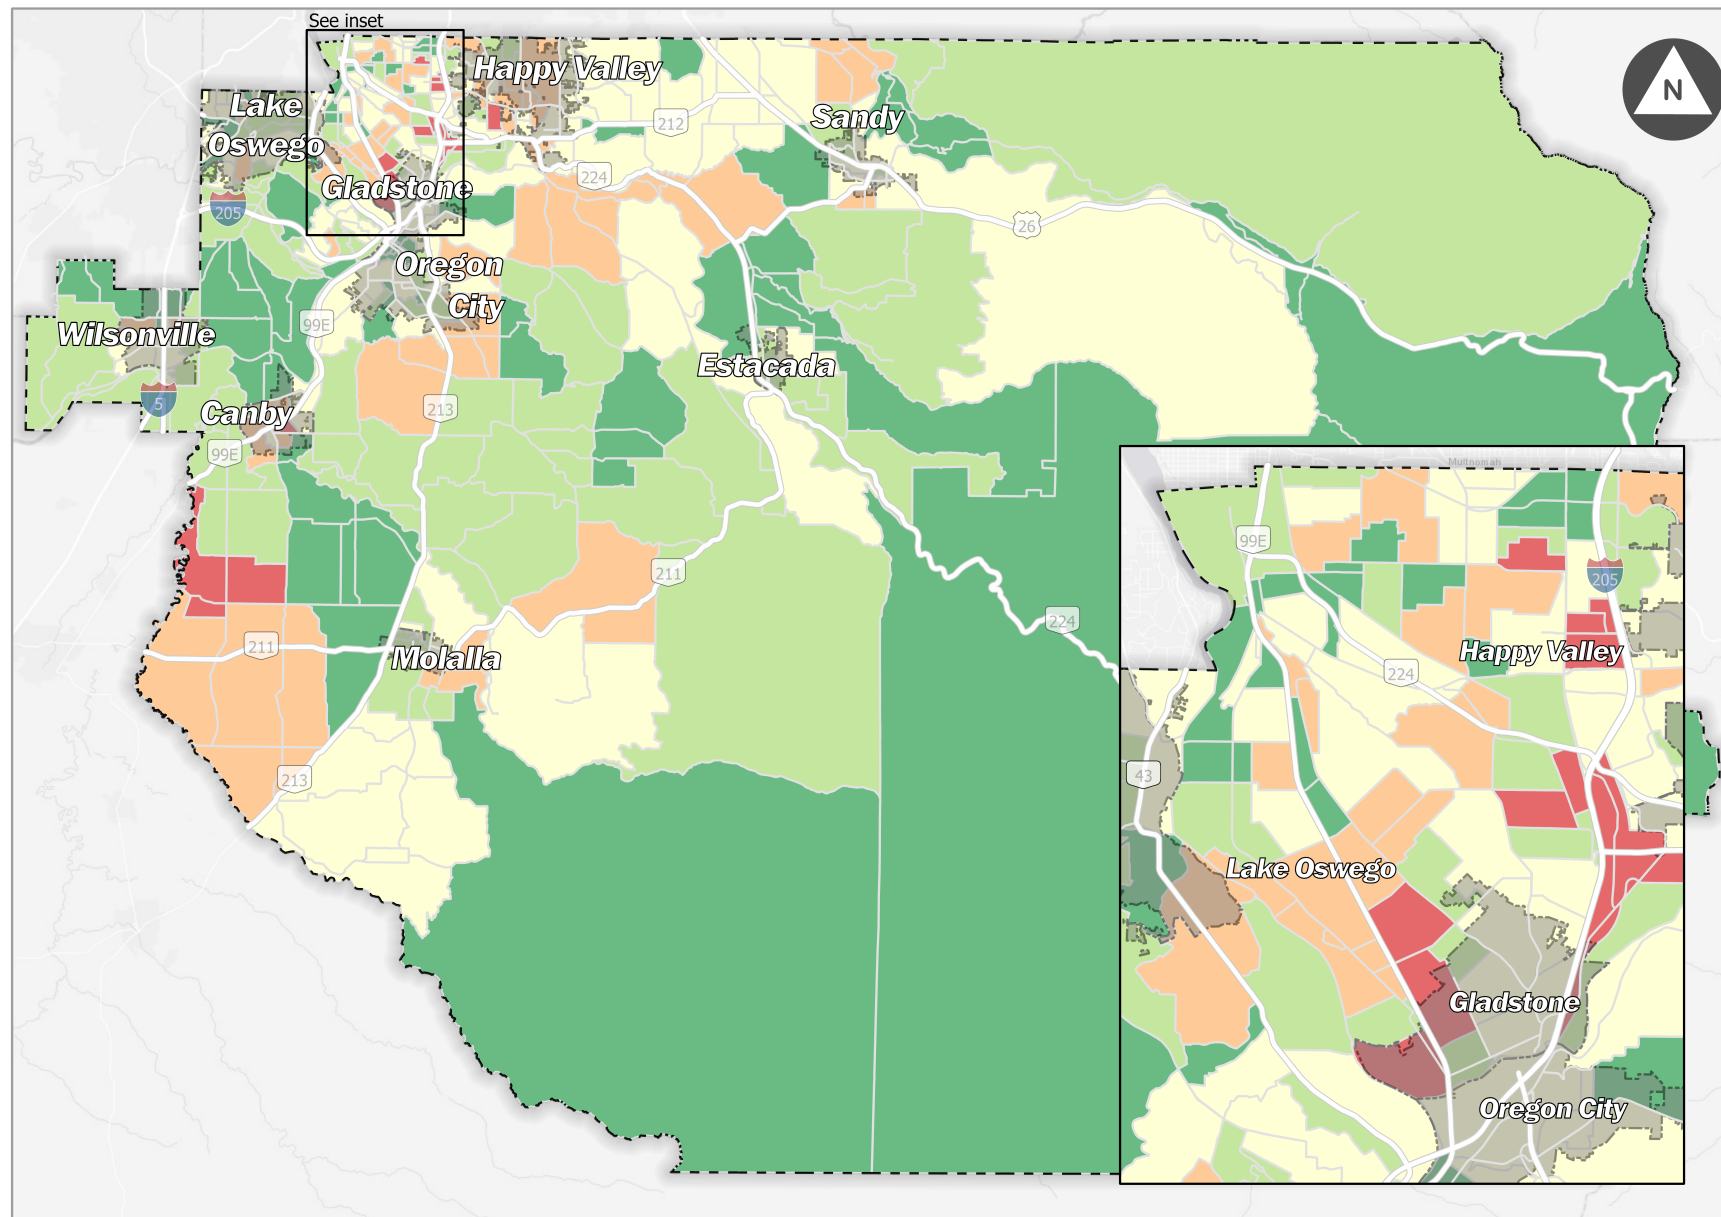 See inset
Happy Valley
Lake
Oswego
Sandy
212
N
224
Gladstone
205
26
Oregon
City
99E
Wilsonville
Estacada
5
Canby
213
99E
211
224
211
Molalla
213
Multnomah
99E
205
Happy Valley
224
43
Lake Oswego
Gladstone
Oregon City